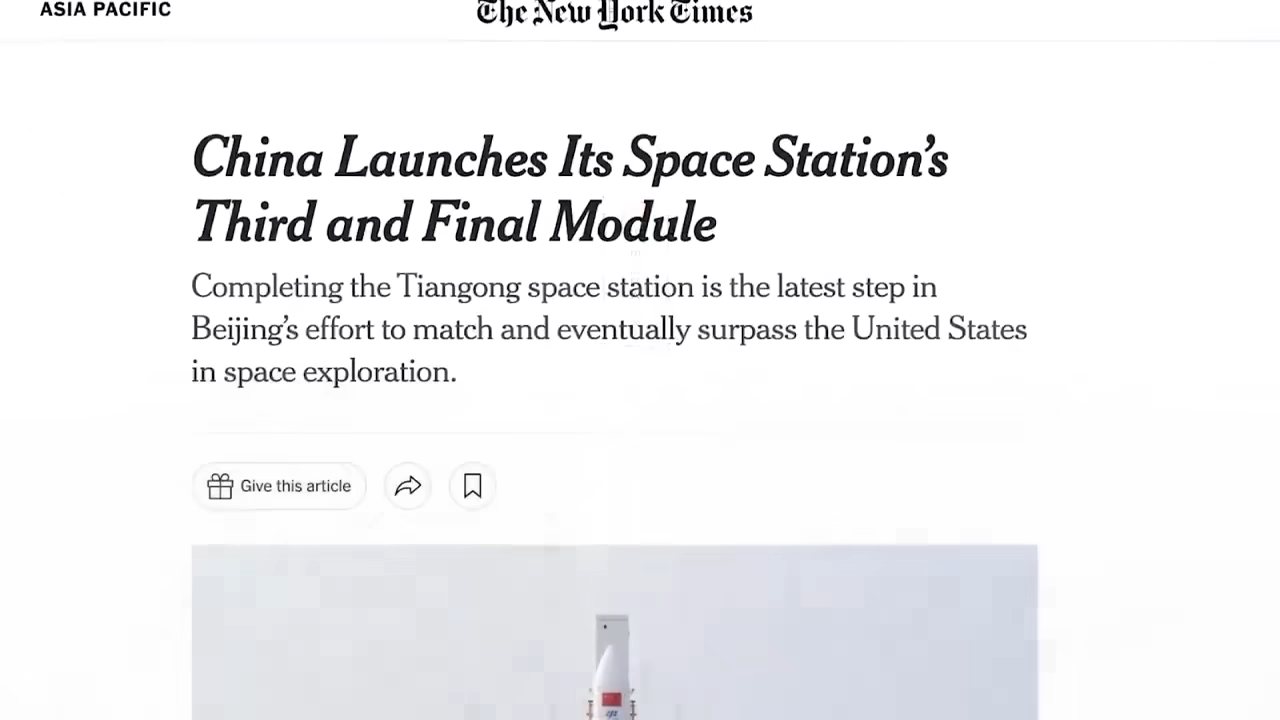 ASIA PACIFIC
The New York Times
China Launches Its Space Station’s
Third and Final Module
Completing the Tiangong space station is the latest step in
Beijing’s effort to match and eventually surpass the United States
in space exploration.
Give this article